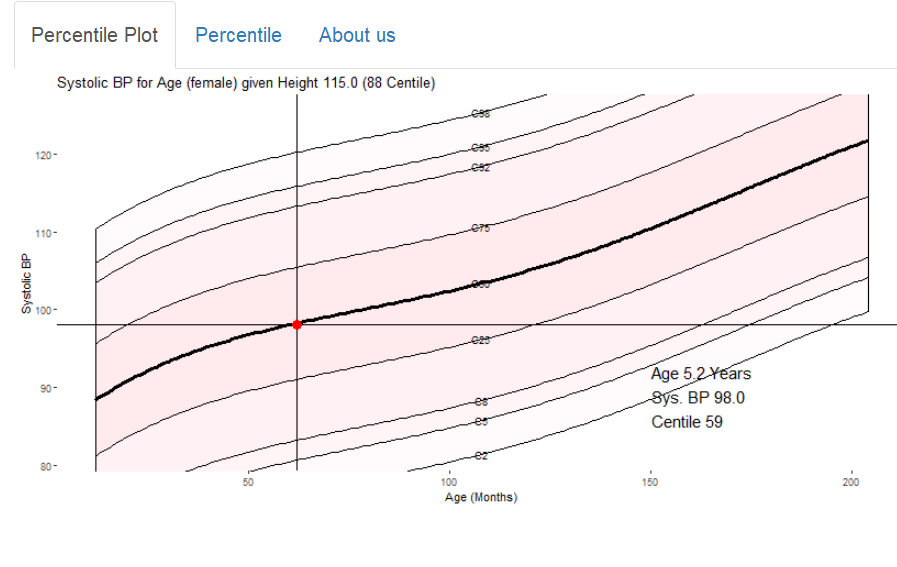 Percentile Plot Percentile About us
Systolic BP for Age (female) given Height 115.0 (88 Centile)
Systolic BP
120
110
100
90
80
C98
C95
C92
C75
C50
C25
C8
C5
C2
Age 5.2 Years
Sys. BP 98.0
Centile 59
50 100 150 200
Age (Months)